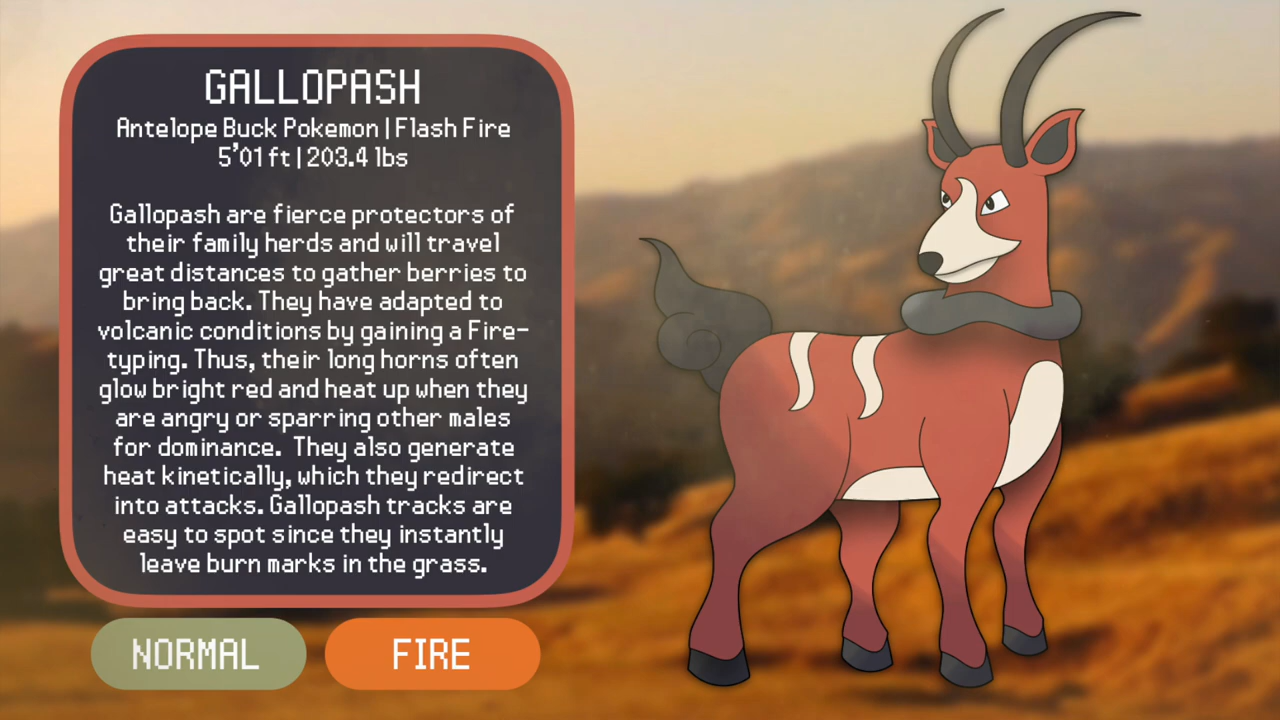 GALLOPASH
Antelope Buck Pokemon | Flash Fire
5'01 ft | 203.4 lbs
Gallopash are fierce protectors of
their family herds and will travel
great distances to gather berries to
bring back. They have adapted to
volcanic conditions by gaining a Fire-
typing. Thus, their long horns often
glow bright red and heat up when they
are angry or sparring other males
for dominance. They also generate
heat kinetically, which they redirect
into attacks. Gallopash tracks are
easy to spot since they instantly
leave burn marks in the grass.
NORMAL
FIRE